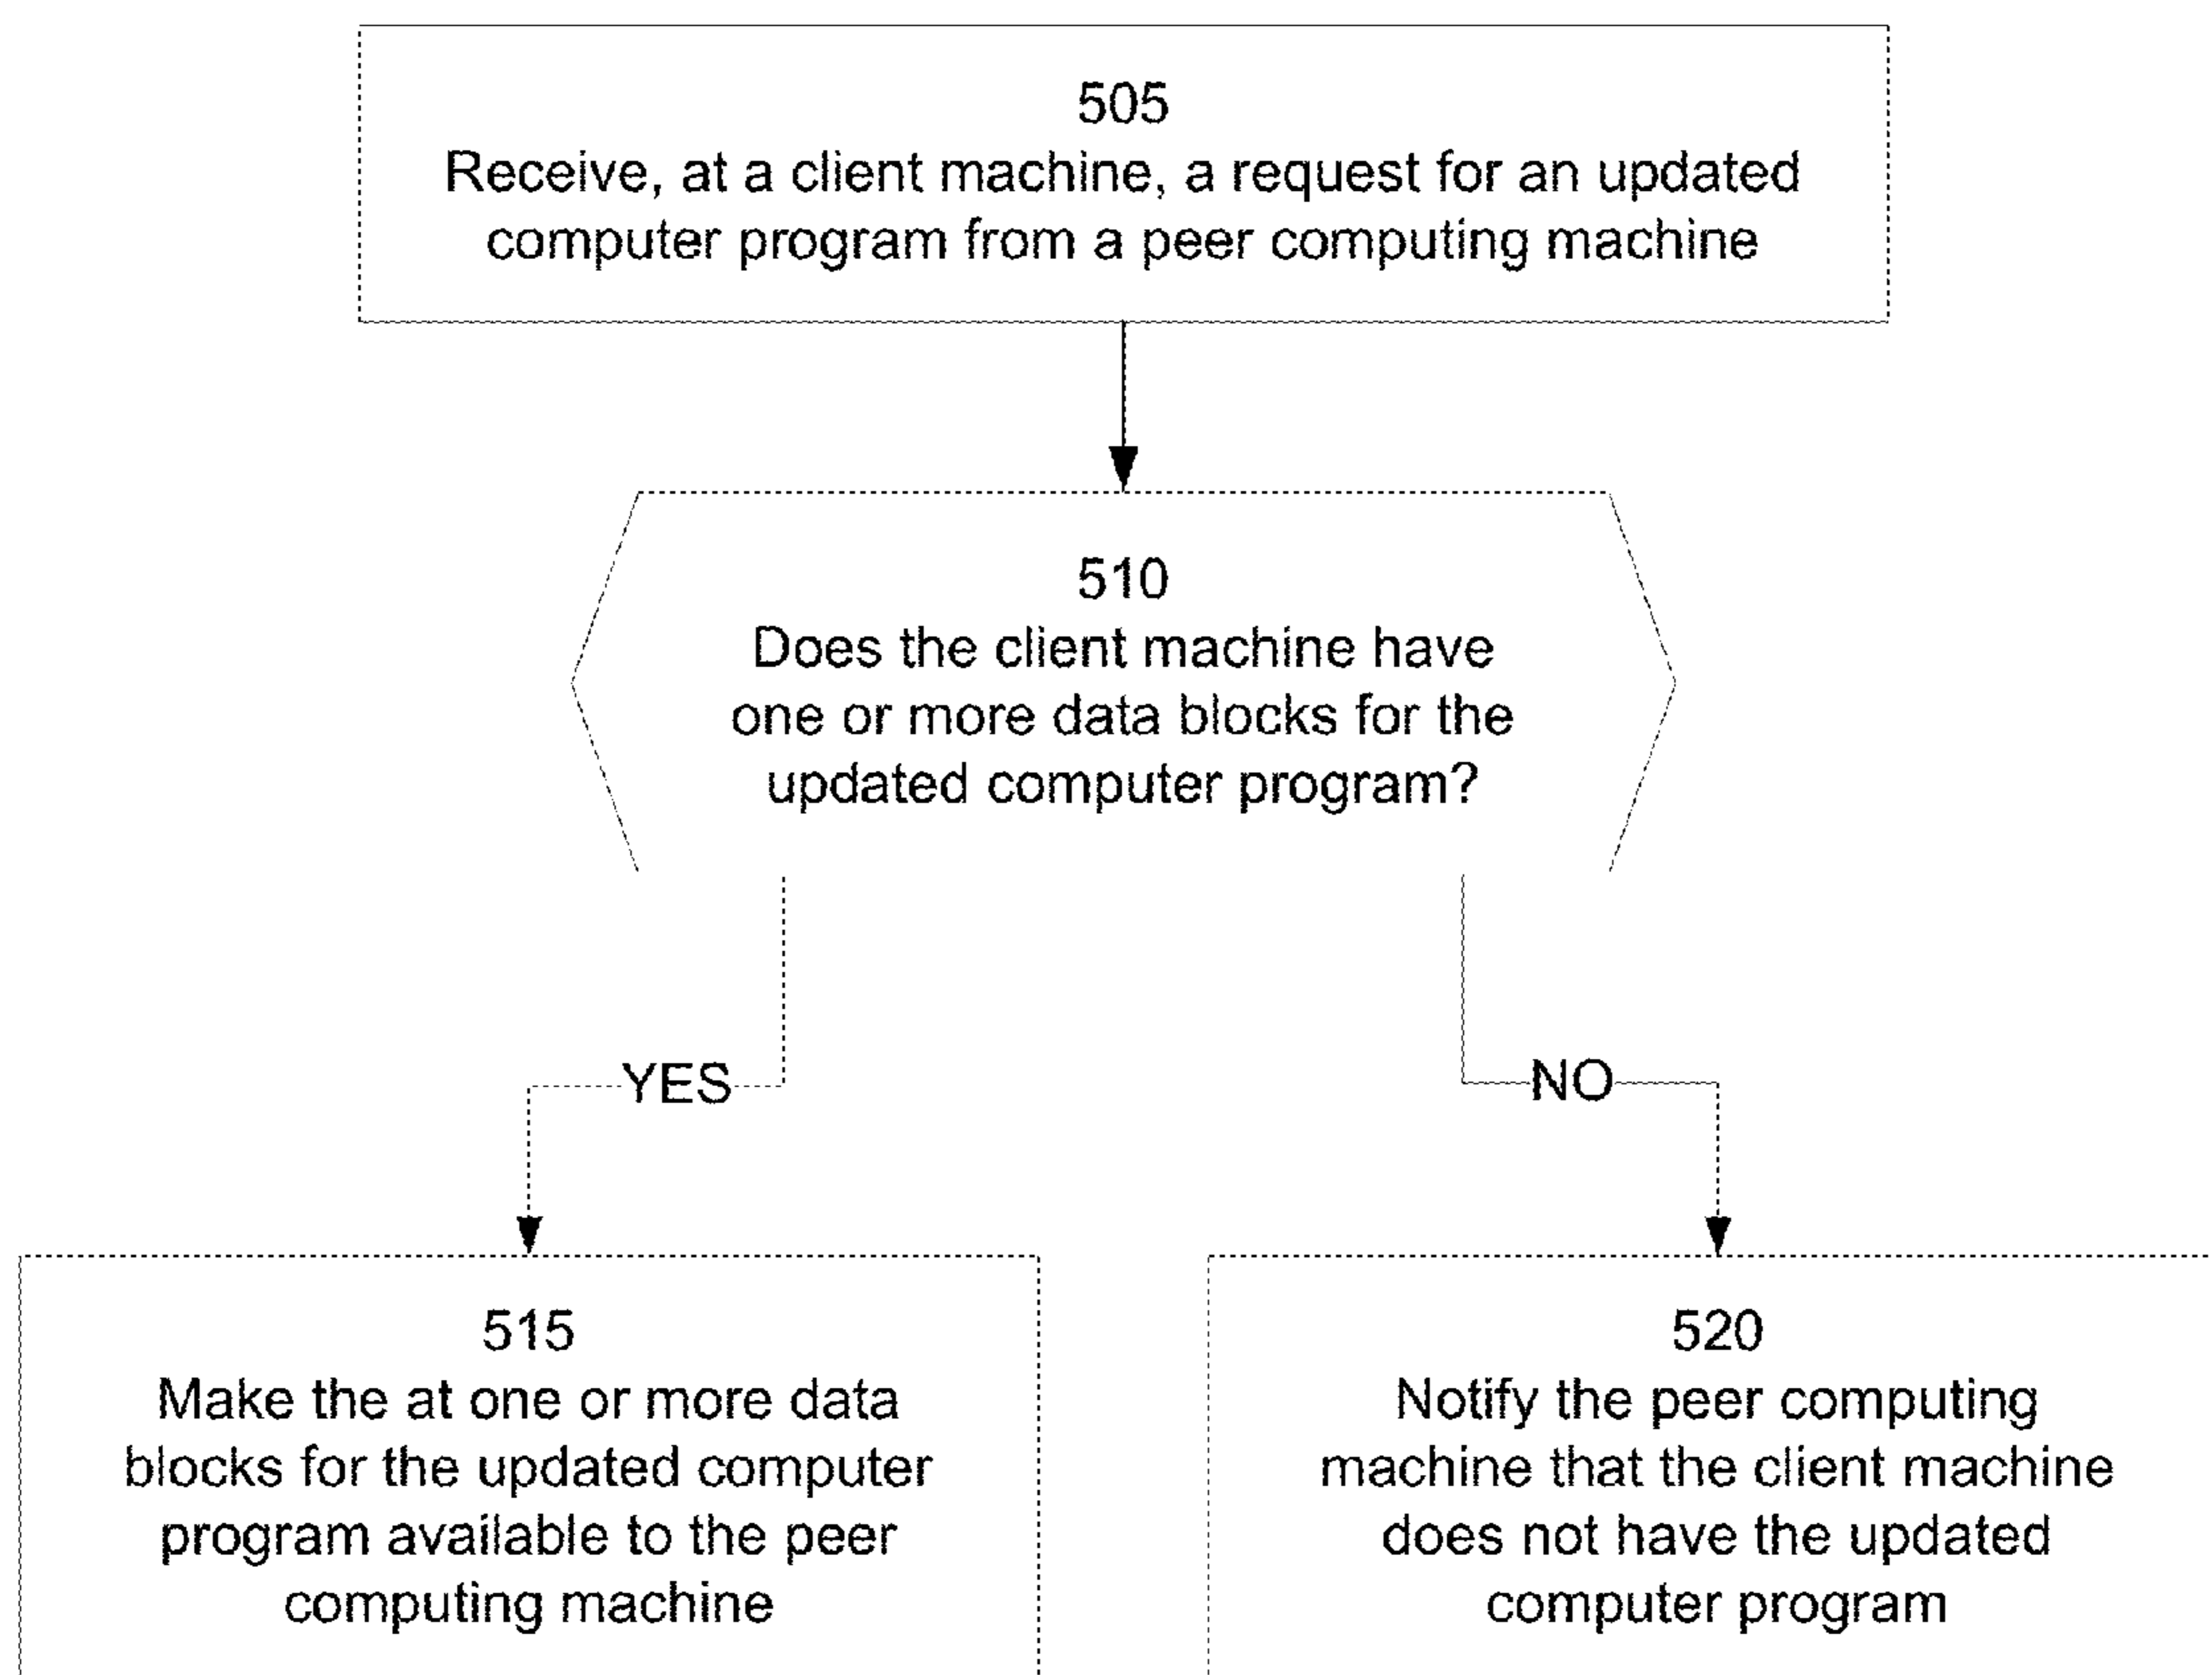 505
Receive, at a client machine, a request for an updated
computer program from a peer computing machine
510
Does the client machine have
one or more data blocks for the
updated computer program?
YES
NO
515
Make the at one or more data
blocks for the updated computer
program available to the peer
computing machine
520
Notify the peer computing
machine that the client machine
does not have the updated
computer program